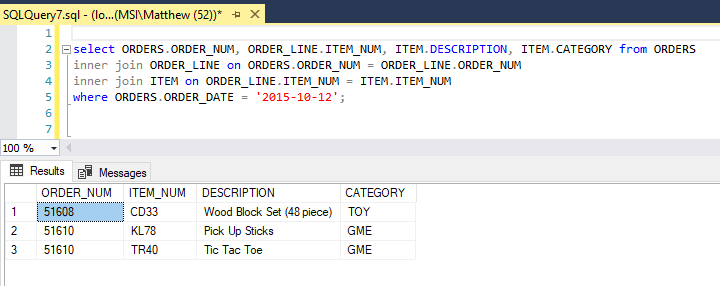 SQLQuery7.sql - (lo...(MSI\Matthew (52))*
1
2 select ORDERS.ORDER_NUM, ORDER_LINE.ITEM_NUM, ITEM.DESCRIPTION, ITEM.CATEGORY from ORDERS
3 inner join ORDER_LINE on ORDERS.ORDER_NUM = ORDER_LINE.ORDER_NUM
4 inner join ITEM on ORDER_LINE.ITEM_NUM = ITEM.ITEM_NUM
5 where ORDERS.ORDER_DATE = '2015-10-12';
6
7
100 %
Results Messages
ORDER_NUM ITEM_NUM DESCRIPTION CATEGORY
1 51608 CD33 Wood Block Set (48 piece) TOY
2 51610 KL78 Pick Up Sticks GME
3 51610 TR40 Tic Tac Toe GME